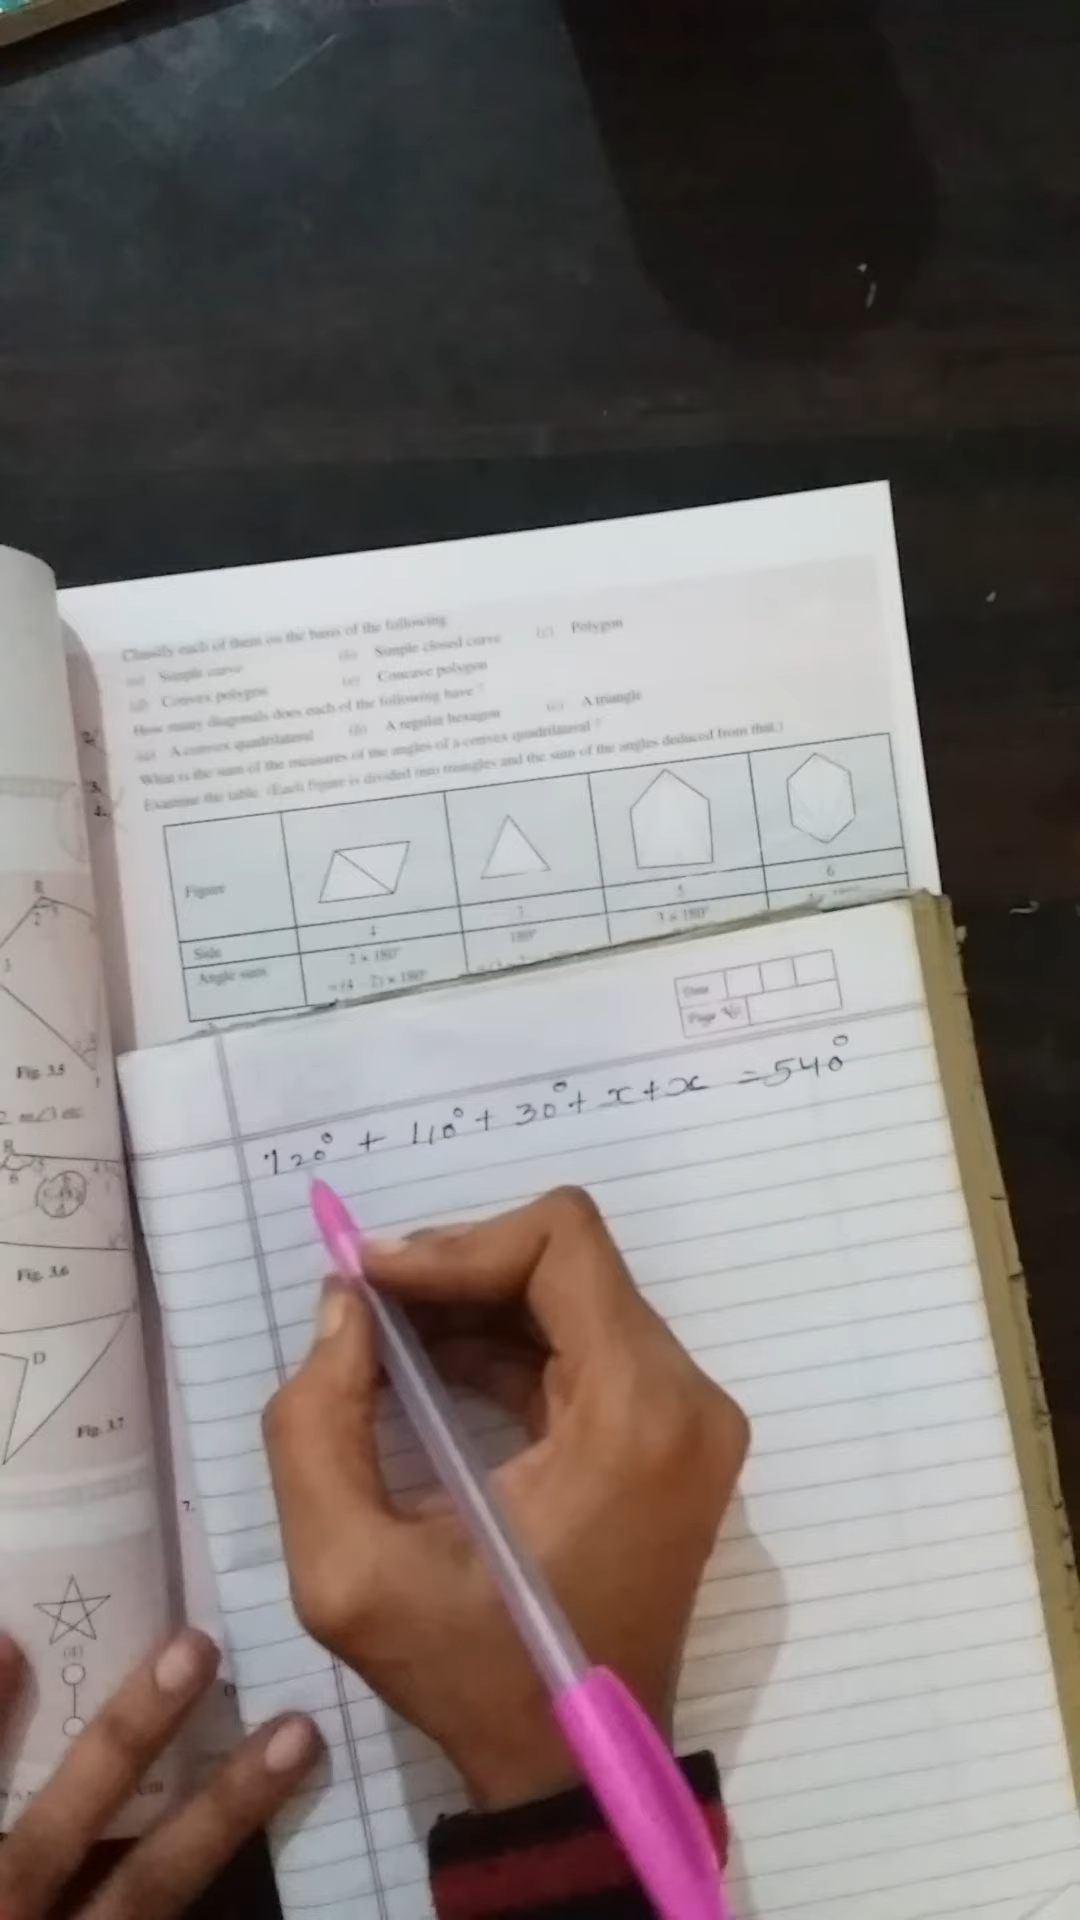 Classify each of them on the basis of the following
(a) Simple curve (b) Simple closed curve (c) Polygon
(d) Convex polygon (e) Concave polygon
2. How many diagonals does each of the following have ?
(a) A convex quadrilateral (b) A regular hexagon (c) A triangle
3. What is the sum of the measures of the angles of a convex quadrilateral ?
4. Examine the table. (Each figure is divided into triangles and the sum of the angles deduced from that.)
Figure
Side 4 3 5 6
Angle sum 2 × 180° 180° 3 × 180°
= (4 – 2) × 180°
Date
Page No.
120° + 110° + 30° + x + x = 540°
R
Fig. 3.5
Fig. 3.6
D
Fig. 3.7
7.